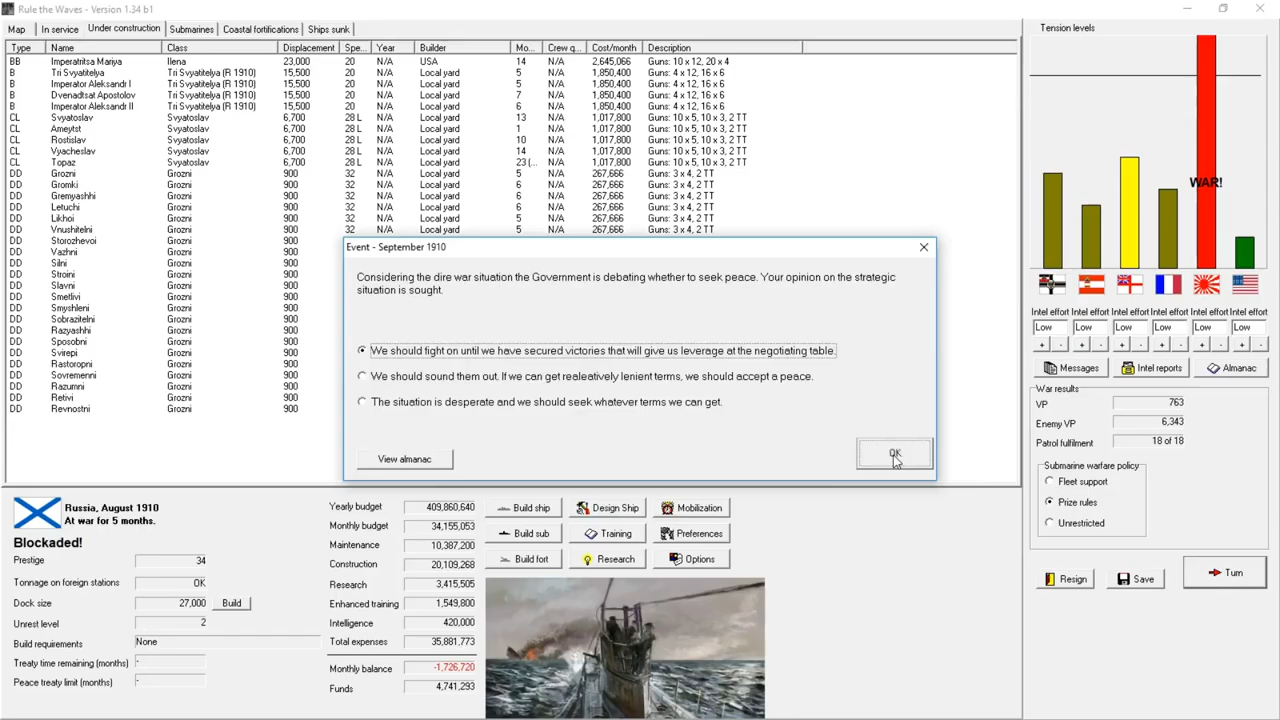 Rule the Waves - Version 1.34 b1
Map In service Under construction Submarines Coastal fortifications Ships sunk
Type Name Class Displacement Spe... Year Builder Mo... Crew q... Cost/month Description
BB Imperatritsa Mariya Ilena 23,000 20 N/A USA 14 N/A 2,645,066 Guns: 10 x 12, 20 x 4
B Tri Svyatitelya Tri Svyatitelya (R 1910) 15,500 20 N/A Local yard 5 N/A 1,850,400 Guns: 4 x 12, 16 x 6
B Imperator Aleksandr I Tri Svyatitelya (R 1910) 15,500 20 N/A Local yard 5 N/A 1,850,400 Guns: 4 x 12, 16 x 6
B Dvenadtsat Apostolov Tri Svyatitelya (R 1910) 15,500 20 N/A Local yard 7 N/A 1,850,400 Guns: 4 x 12, 16 x 6
B Imperator Aleksandr II Tri Svyatitelya (R 1910) 15,500 20 N/A Local yard 6 N/A 1,850,400 Guns: 4 x 12, 16 x 6
CL Svyatoslav Svyatoslav 6,700 28 L N/A Local yard 13 N/A 1,017,800 Guns: 10 x 5, 10 x 3, 2 TT
CL Ameytst Svyatoslav 6,700 28 L N/A Local yard 1 N/A 1,017,800 Guns: 10 x 5, 10 x 3, 2 TT
CL Rostislav Svyatoslav 6,700 28 L N/A Local yard 10 N/A 1,017,800 Guns: 10 x 5, 10 x 3, 2 TT
CL Vyacheslav Svyatoslav 6,700 28 L N/A Local yard 14 N/A 1,017,800 Guns: 10 x 5, 10 x 3, 2 TT
CL Topaz Svyatoslav 6,700 28 L N/A Local yard 23 (... N/A 1,017,800 Guns: 10 x 5, 10 x 3, 2 TT
DD Grozni Grozni 900 32 N/A Local yard 5 N/A 267,666 Guns: 3 x 4, 2 TT
DD Gromki Grozni 900 32 N/A Local yard 6 N/A 267,666 Guns: 3 x 4, 2 TT
DD Gremyashhi Grozni 900 32 N/A Local yard 6 N/A 267,666 Guns: 3 x 4, 2 TT
DD Letuchi Grozni 900 32 N/A Local yard 6 N/A 267,666 Guns: 3 x 4, 2 TT
DD Likhoi Grozni 900 32 N/A Local yard 5 N/A 267,666 Guns: 3 x 4, 2 TT
DD Vnushitelni Grozni 900 32 N/A Local yard 5 N/A 267,666 Guns: 3 x 4, 2 TT
DD Storozhevoi Grozni 900
DD Vazhni Grozni 900
DD Silni Grozni 900
DD Stroini Grozni 900
DD Slavni Grozni 900
DD Smetlivi Grozni 900
DD Smyshleni Grozni 900
DD Sobrazitelni Grozni 900
DD Razyashhi Grozni 900
DD Sposobni Grozni 900
DD Svirepi Grozni 900
DD Rastoropni Grozni 900
DD Sovremenni Grozni 900
DD Razumni Grozni 900
DD Retivi Grozni 900
DD Revnostni Grozni 900
Event - September 1910
Considering the dire war situation the Government is debating whether to seek peace. Your opinion on the strategic
situation is sought.
We should fight on until we have secured victories that will give us leverage at the negotiating table.
We should sound them out. If we can get realeatively lenient terms, we should accept a peace.
The situation is desperate and we should seek whatever terms we can get.
View almanac OK
Tension levels
WAR!
Intel effort Intel effort Intel effort Intel effort Intel effort Intel effort
Low Low Low Low Low Low
+ - + - + - + - + - + -
Messages Intel reports Almanac
War results
VP 763
Enemy VP 6,343
Patrol fulfilment 18 of 18
Submarine warfare policy
Fleet support
Prize rules
Unrestricted
Resign Save Turn
Russia, August 1910
At war for 5 months.
Blockaded!
Prestige 34
Tonnage on foreign stations OK
Dock size 27,000 Build
Unrest level 2
Build requirements None
Treaty time remaining (months) -
Peace treaty limit (months) -
Yearly budget 409,860,640
Monthly budget 34,155,053
Maintenance 10,387,200
Construction 20,109,268
Research 3,415,505
Enhanced training 1,549,800
Intelligence 420,000
Total expenses 35,881,773
Monthly balance -1,726,720
Funds 4,741,293
Build ship Design Ship Mobilization
Build sub Training Preferences
Build fort Research Options